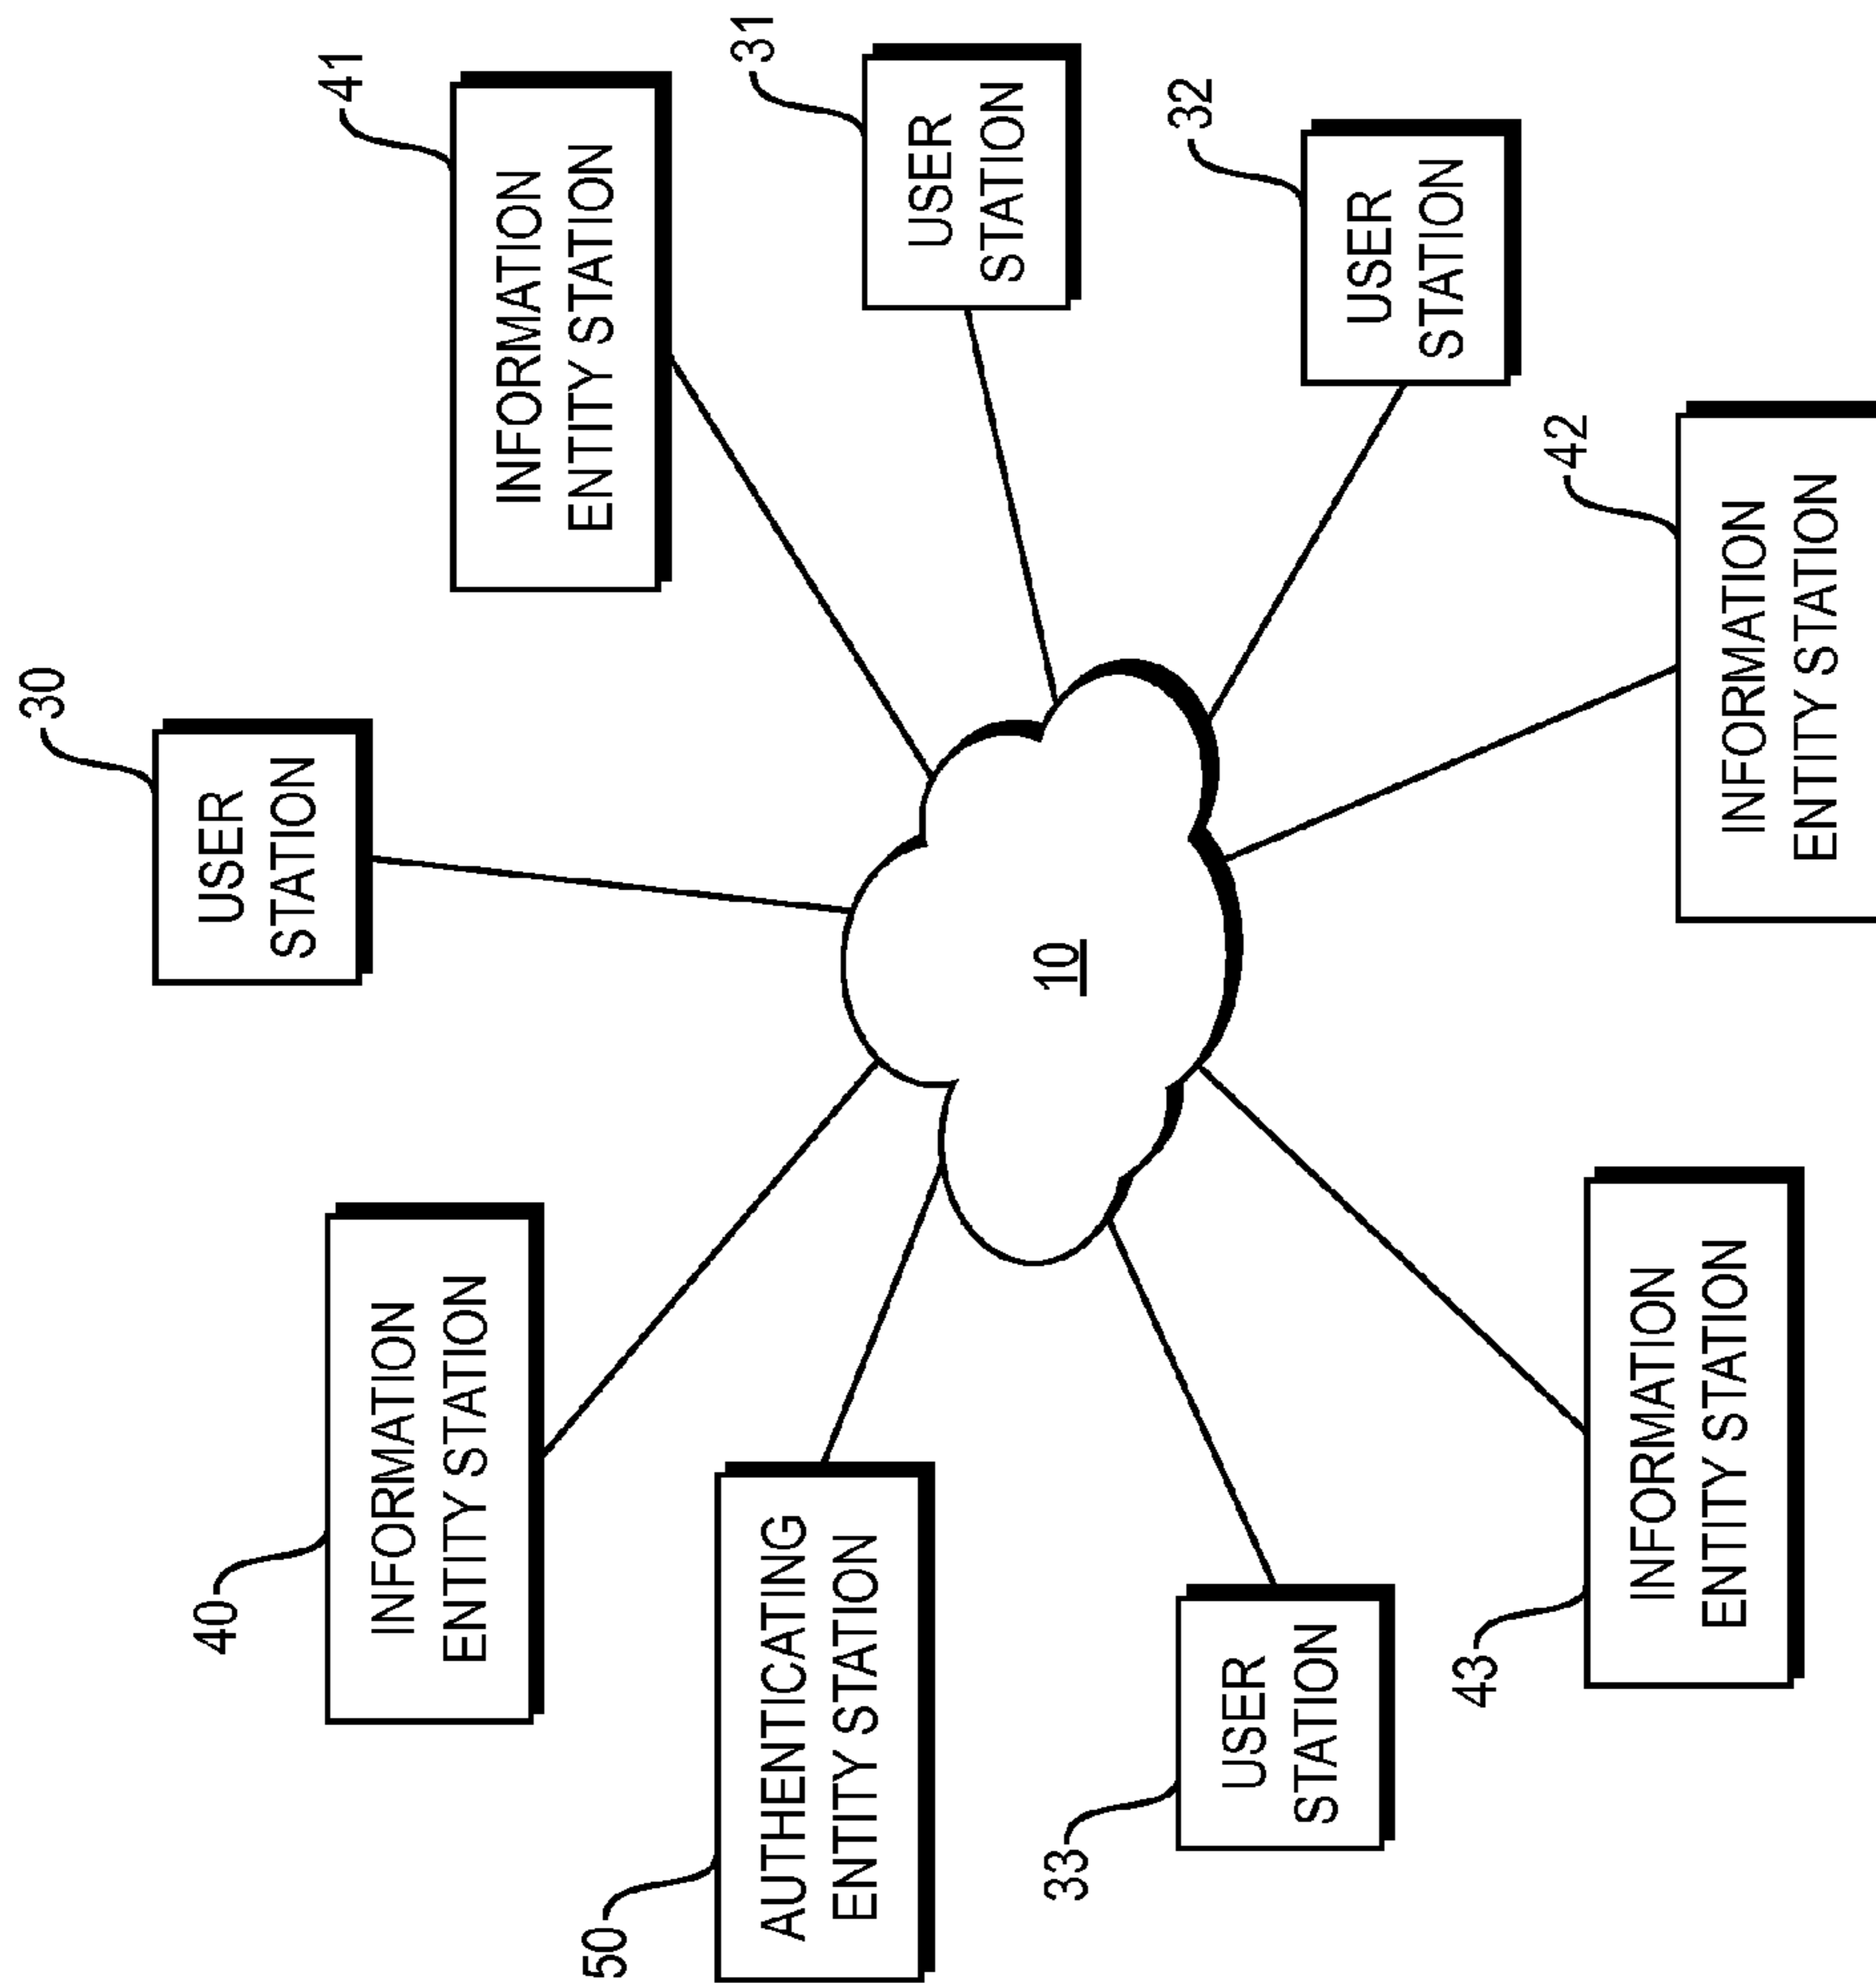 30
USER
STATION
41
INFORMATION
ENTITY STATION
31
USER
STATION
32
USER
STATION
42
INFORMATION
ENTITY STATION
10
40
INFORMATION
ENTITY STATION
50
AUTHENTICATING
ENTITY STATION
33
USER
STATION
43
INFORMATION
ENTITY STATION